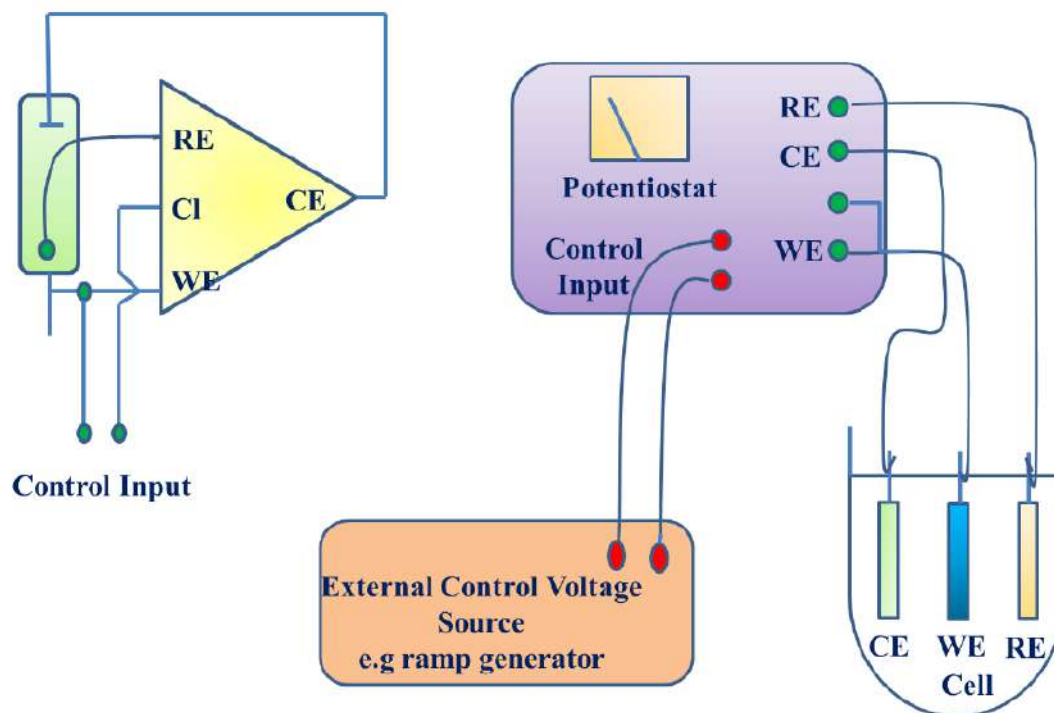 RE
CI
CE
WE
Control Input
RE
CE
Potentiostat
Control
Input
WE
External Control Voltage
Source
e.g ramp generator
CE WE RE
Cell